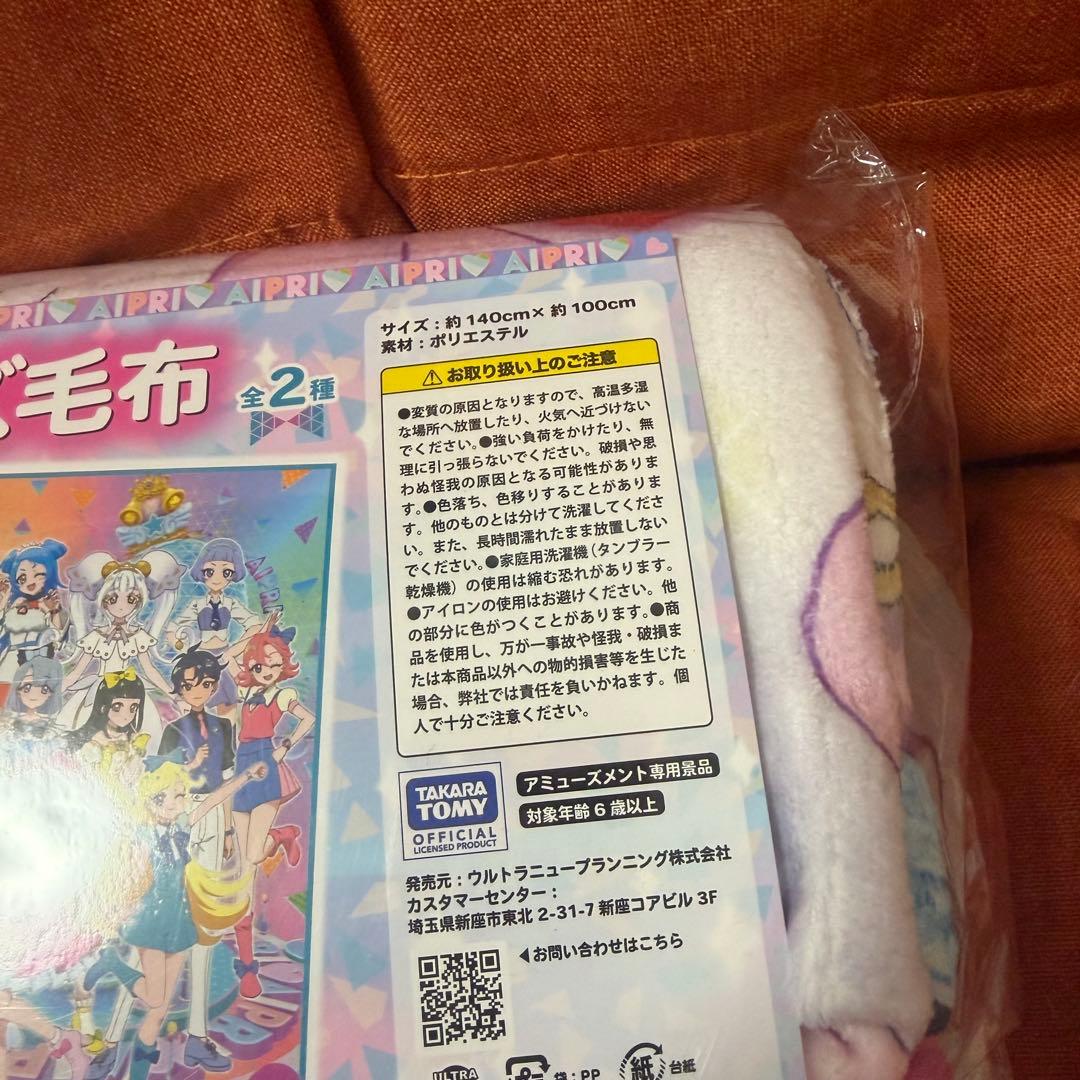 PRI AIPRI AIPRI AIPRI
毛布
全2種
サイズ：約140cm×約100cm
素材：ポリエステル
お取り扱い上のご注意
●変質の原因となりますので、高温多湿
な場所へ放置したり、火気へ近づけない
でください。●強い負荷をかけたり、無
理に引っ張らないでください。破損や思
わぬ怪我の原因となる可能性がありま
す。●色落ち、色移りすることがありま
す。他のものとは分けて洗濯してくださ
い。また、長時間濡れたまま放置しない
でください。●家庭用洗濯機（タンブラー
乾燥機）の使用は縮む恐れがあります。
●アイロンの使用はお避けください。他
の部分に色がつくことがあります。●商
品を使用し、万が一事故や怪我・破損ま
たは本商品以外への物的損害等を生じた
場合、弊社では責任を負いかねます。個
人で十分ご注意ください。
TAKARA
TOMY
OFFICIAL
LICENSED PRODUCT
アミューズメント専用景品
対象年齢6歳以上
発売元：ウルトラニュープランニング株式会社
カスタマーセンター：
埼玉県新座市東北2-31-7新座コアビル3F
◀お問い合わせはこちら
ULTRA
袋：PP
紙
台紙